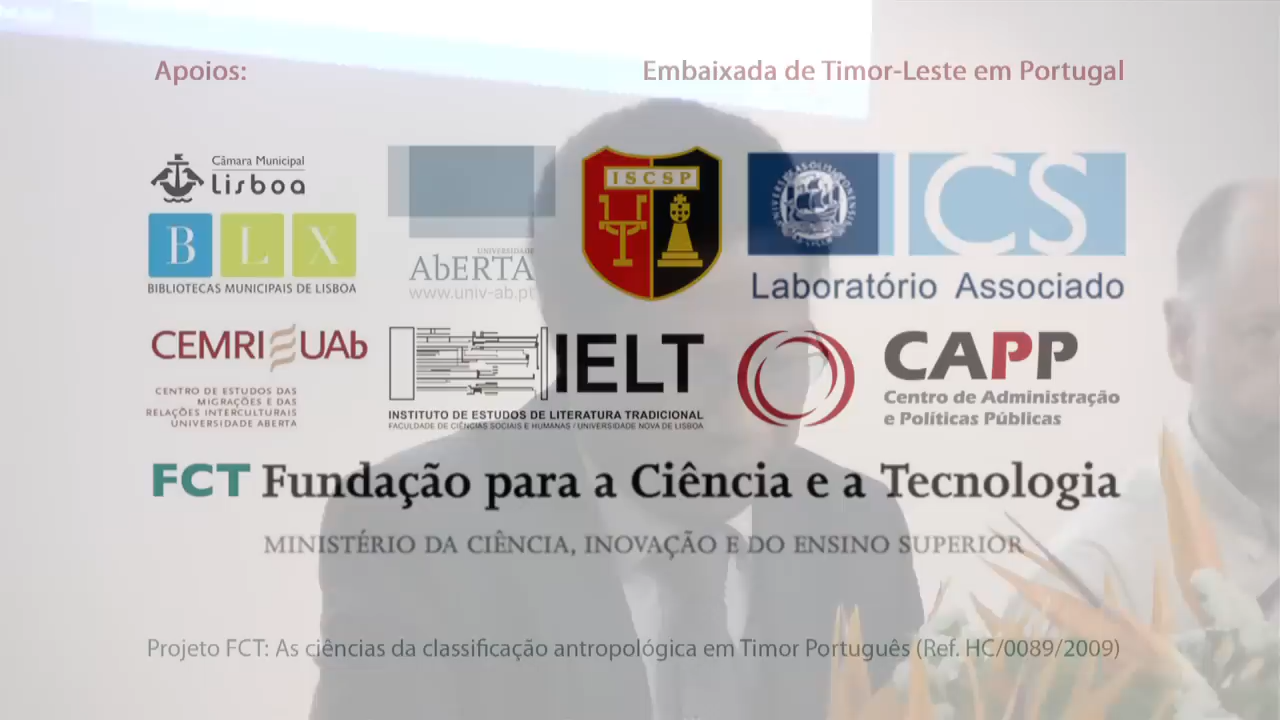 Apoios:
Embaixada de Timor-Leste em Portugal
Câmara Municipal
Lisboa
B L X
BIBLIOTECAS MUNICIPAIS DE LISBOA
UNIVERSIDADE
AbERTA
www.univ-ab.pt
ISCSP
CS
Laboratório Associado
CEMRI UAb
CENTRO DE ESTUDOS DAS
MIGRAÇÕES E DAS
RELAÇÕES INTERCULTURAIS
UNIVERSIDADE ABERTA
IELT
INSTITUTO DE ESTUDOS DE LITERATURA TRADICIONAL
FACULDADE DE CIÊNCIAS SOCIAIS E HUMANAS / UNIVERSIDADE NOVA DE LISBOA
CAPP
Centro de Administração
e Políticas Públicas
FCT Fundação para a Ciência e a Tecnologia
MINISTÉRIO DA CIÊNCIA, INOVAÇÃO E DO ENSINO SUPERIOR
Projeto FCT: As ciências da classificação antropológica em Timor Português (Ref. HC/0089/2009)